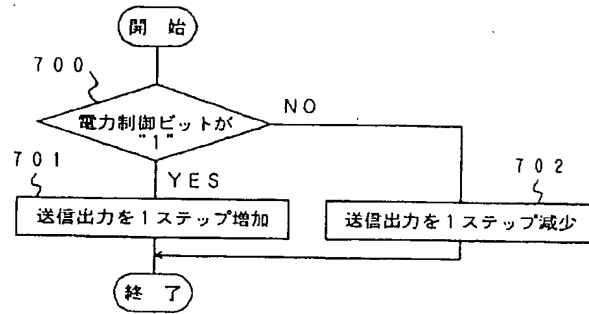 開 始
700
電力制御ビットが
"1"
NO
YES
701
送信出力を1ステップ増加
702
送信出力を1ステップ減少
終 了